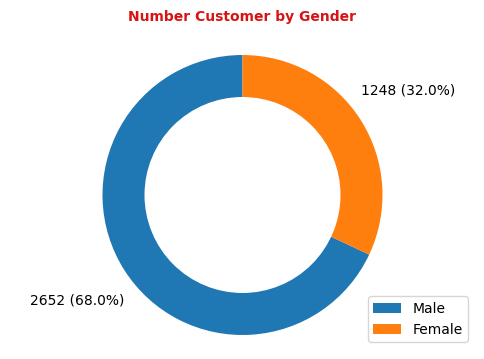 Number Customer by Gender
1248 (32.0%)
2652 (68.0%)
Male
Female